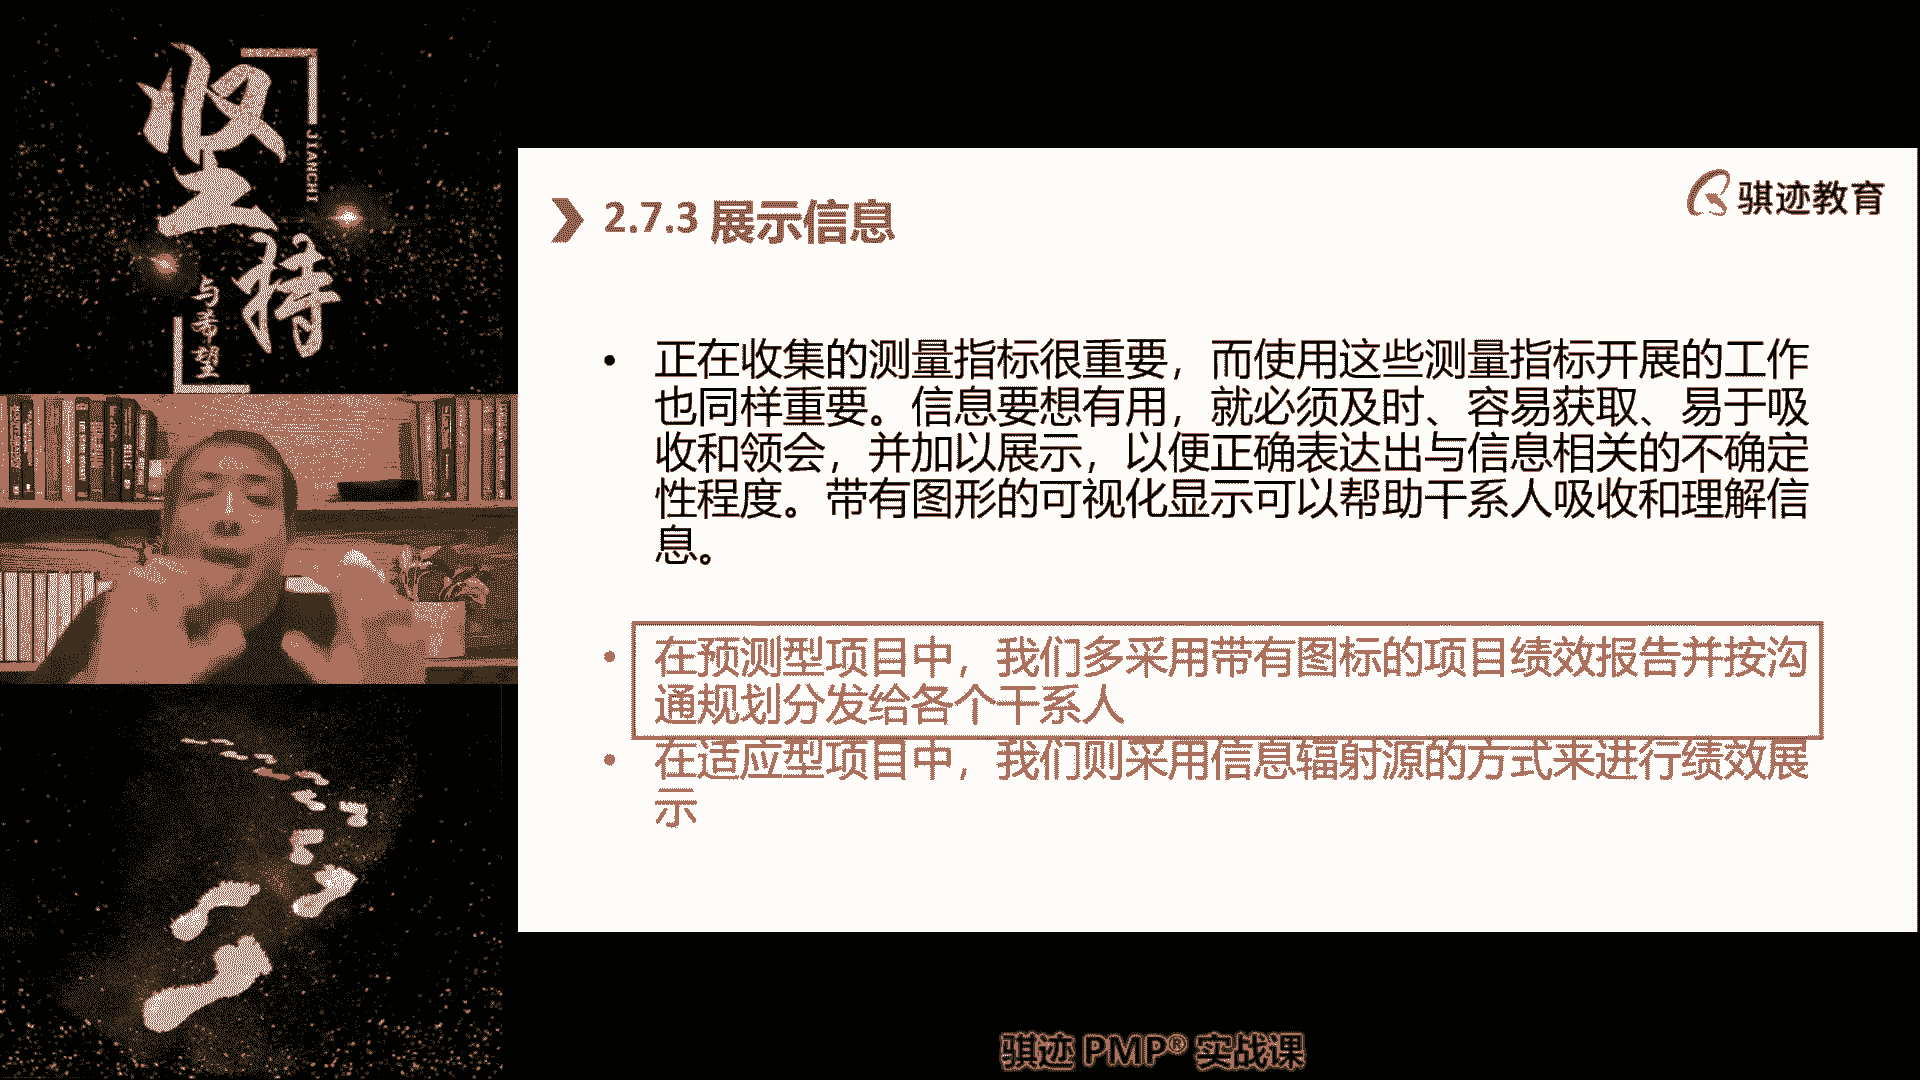 坚持
JIANCHI
与希望
骐迹教育
2.7.3 展示信息
• 正在收集的测量指标很重要，而使用这些测量指标开展的工作
也同样重要。信息要想有用，就必须及时、容易获取、易于吸
收和领会，并加以展示，以便正确表达出与信息相关的不确定
性程度。带有图形的可视化显示可以帮助干系人吸收和理解信
息。
• 在预测型项目中，我们多采用带有图标的项目绩效报告并按沟
通规划分发给各个干系人
• 在适应型项目中，我们则采用信息辐射源的方式来进行绩效展
示
骐迹 PMP® 实战课